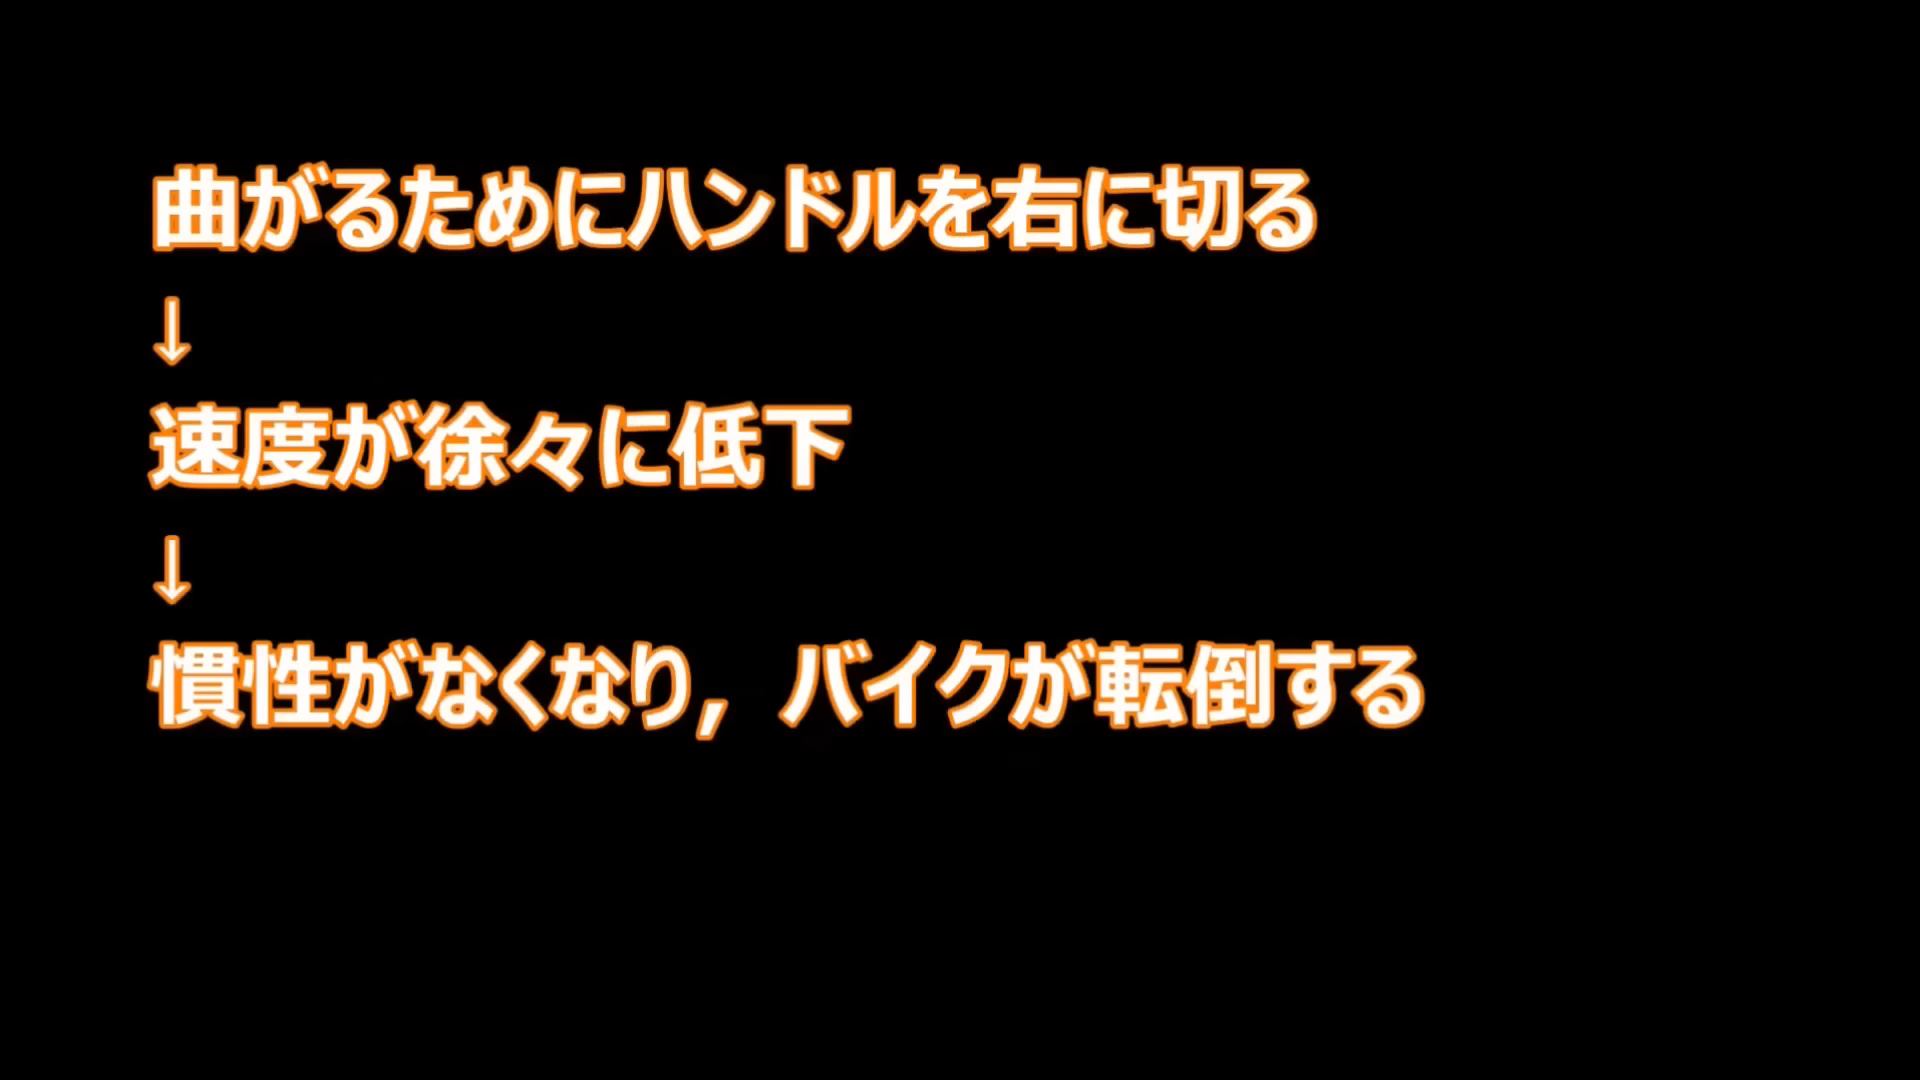 曲がるためにハンドルを右に切る
↓
速度が徐々に低下
↓
慣性がなくなり，バイクが転倒する